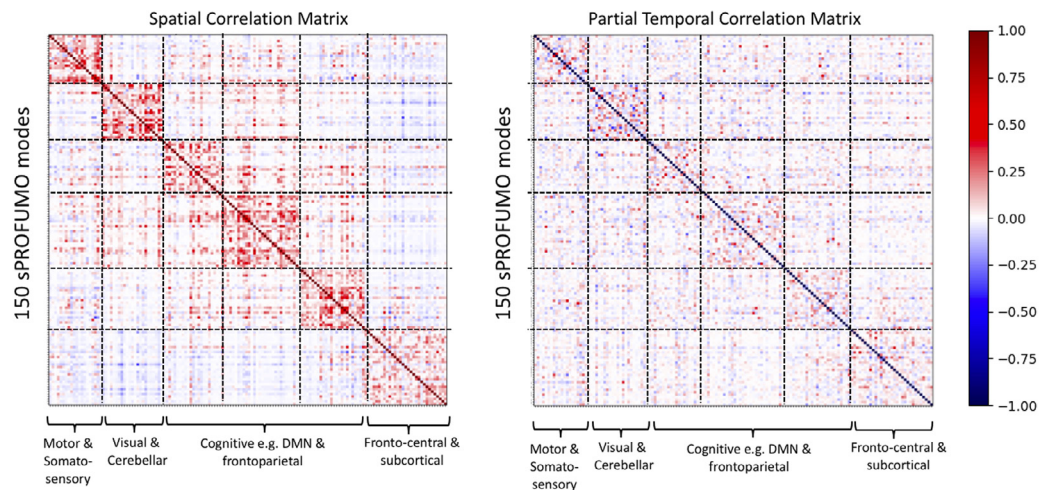 Spatial Correlation Matrix
Partial Temporal Correlation Matrix
150 sPROFUMO modes
150 sPROFUMO modes
1.00
0.75
0.50
0.25
0.00
−0.25
−0.50
−0.75
−1.00
Motor &
Somato-
sensory
Visual &
Cerebellar
Cognitive e.g. DMN &
frontoparietal
Fronto-central &
subcortical
Motor &
Somato-
sensory
Visual &
Cerebellar
Cognitive e.g. DMN &
frontoparietal
Fronto-central &
subcortical